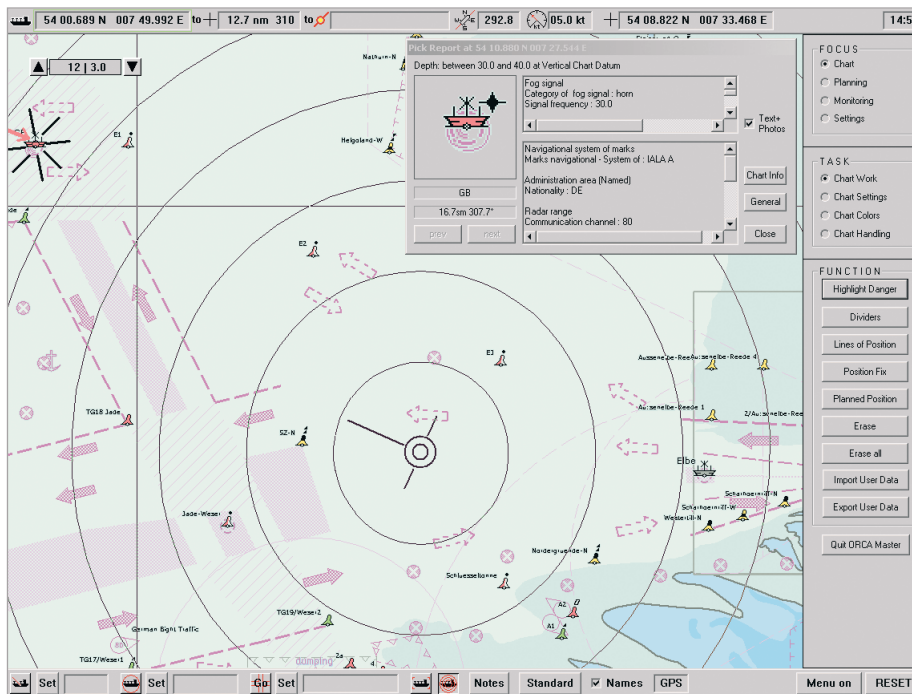 54 00.689 N 007 49.992 E to 12.7 nm 310 to 292.8 05.0 kt 54 08.822 N 007 33.468 E 14:5
12 | 3.0
Pick Report at 54 10.880 N 007 27.544 E
Depth: between 30.0 and 40.0 at Vertical Chart Datum
Fog signal
Category of fog signal : horn
Signal frequency : 30.0
Text+
Photos
Navigational system of marks
Marks navigational - System of : IALA A
Administration area (Named)
Nationality : DE
Radar range
Communication channel : 80
GB
16.7sm 307.7°
prev next
Chart Info
General
Close
FOCUS
Chart
Planning
Monitoring
Settings
TASK
Chart Work
Chart Settings
Chart Colors
Chart Handling
FUNCTION
Highlight Danger
Dividers
Lines of Position
Position Fix
Planned Position
Erase
Erase all
Import User Data
Export User Data
Quit ORCA Master
E1
Helgoland-W
E2
E3
Aussenelbe-Reede 4
TG18 Jade
Aussenelbe-Reede 1
SZ-N
Elbe
Scharhoernriff-N
Scharhoernriff-W
Westertill-N
Jade-Weser
Nordergruende-N
Schluesseltonne
A2
TG19/Weser2
A1
German Bight Traffic
80
TG17/Weser1
dumping
2a
4
Set Set Go Set Notes Standard Names GPS Menu on RESET